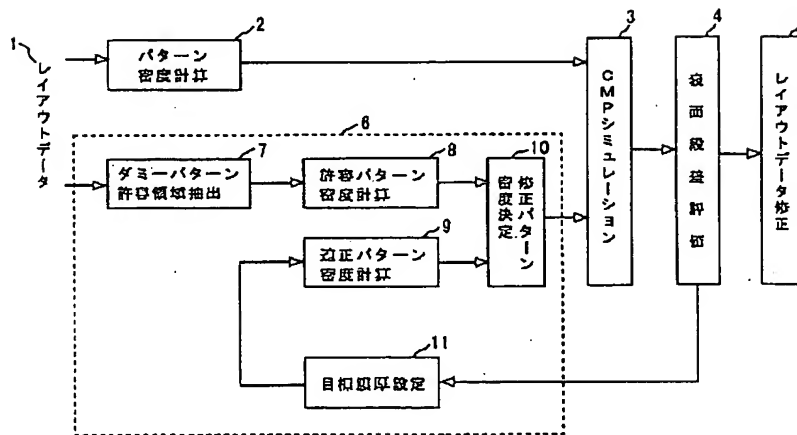 1
レイアウトデータ
2
パターン
密度計算
3
CMPシミュレーション
4
表面段差評価
レイアウトデータ修正
6
7
ダミーパターン
許容領域抽出
8
許容パターン
密度計算
10
修正パターン
密度決定
9
適正パターン
密度計算
11
目標膜厚設定